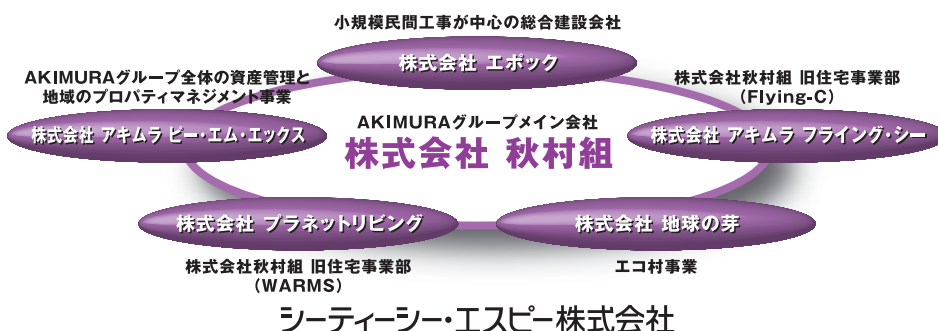 小規模民間工事が中心の総合建設会社
株式会社 エポック
AKIMURAグループ全体の資産管理と
地域のプロパティマネジメント事業
株式会社 アキムラ ピー・エム・エックス
株式会社秋村組 旧住宅事業部
(Flying-C)
株式会社 アキムラ フライング・シー
AKIMURAグループメイン会社
株式会社 秋村組
株式会社 プラネットリビング
株式会社秋村組 旧住宅事業部
(WARMS)
株式会社 地球の芽
エコ村事業
シーティーシー・エスピー株式会社